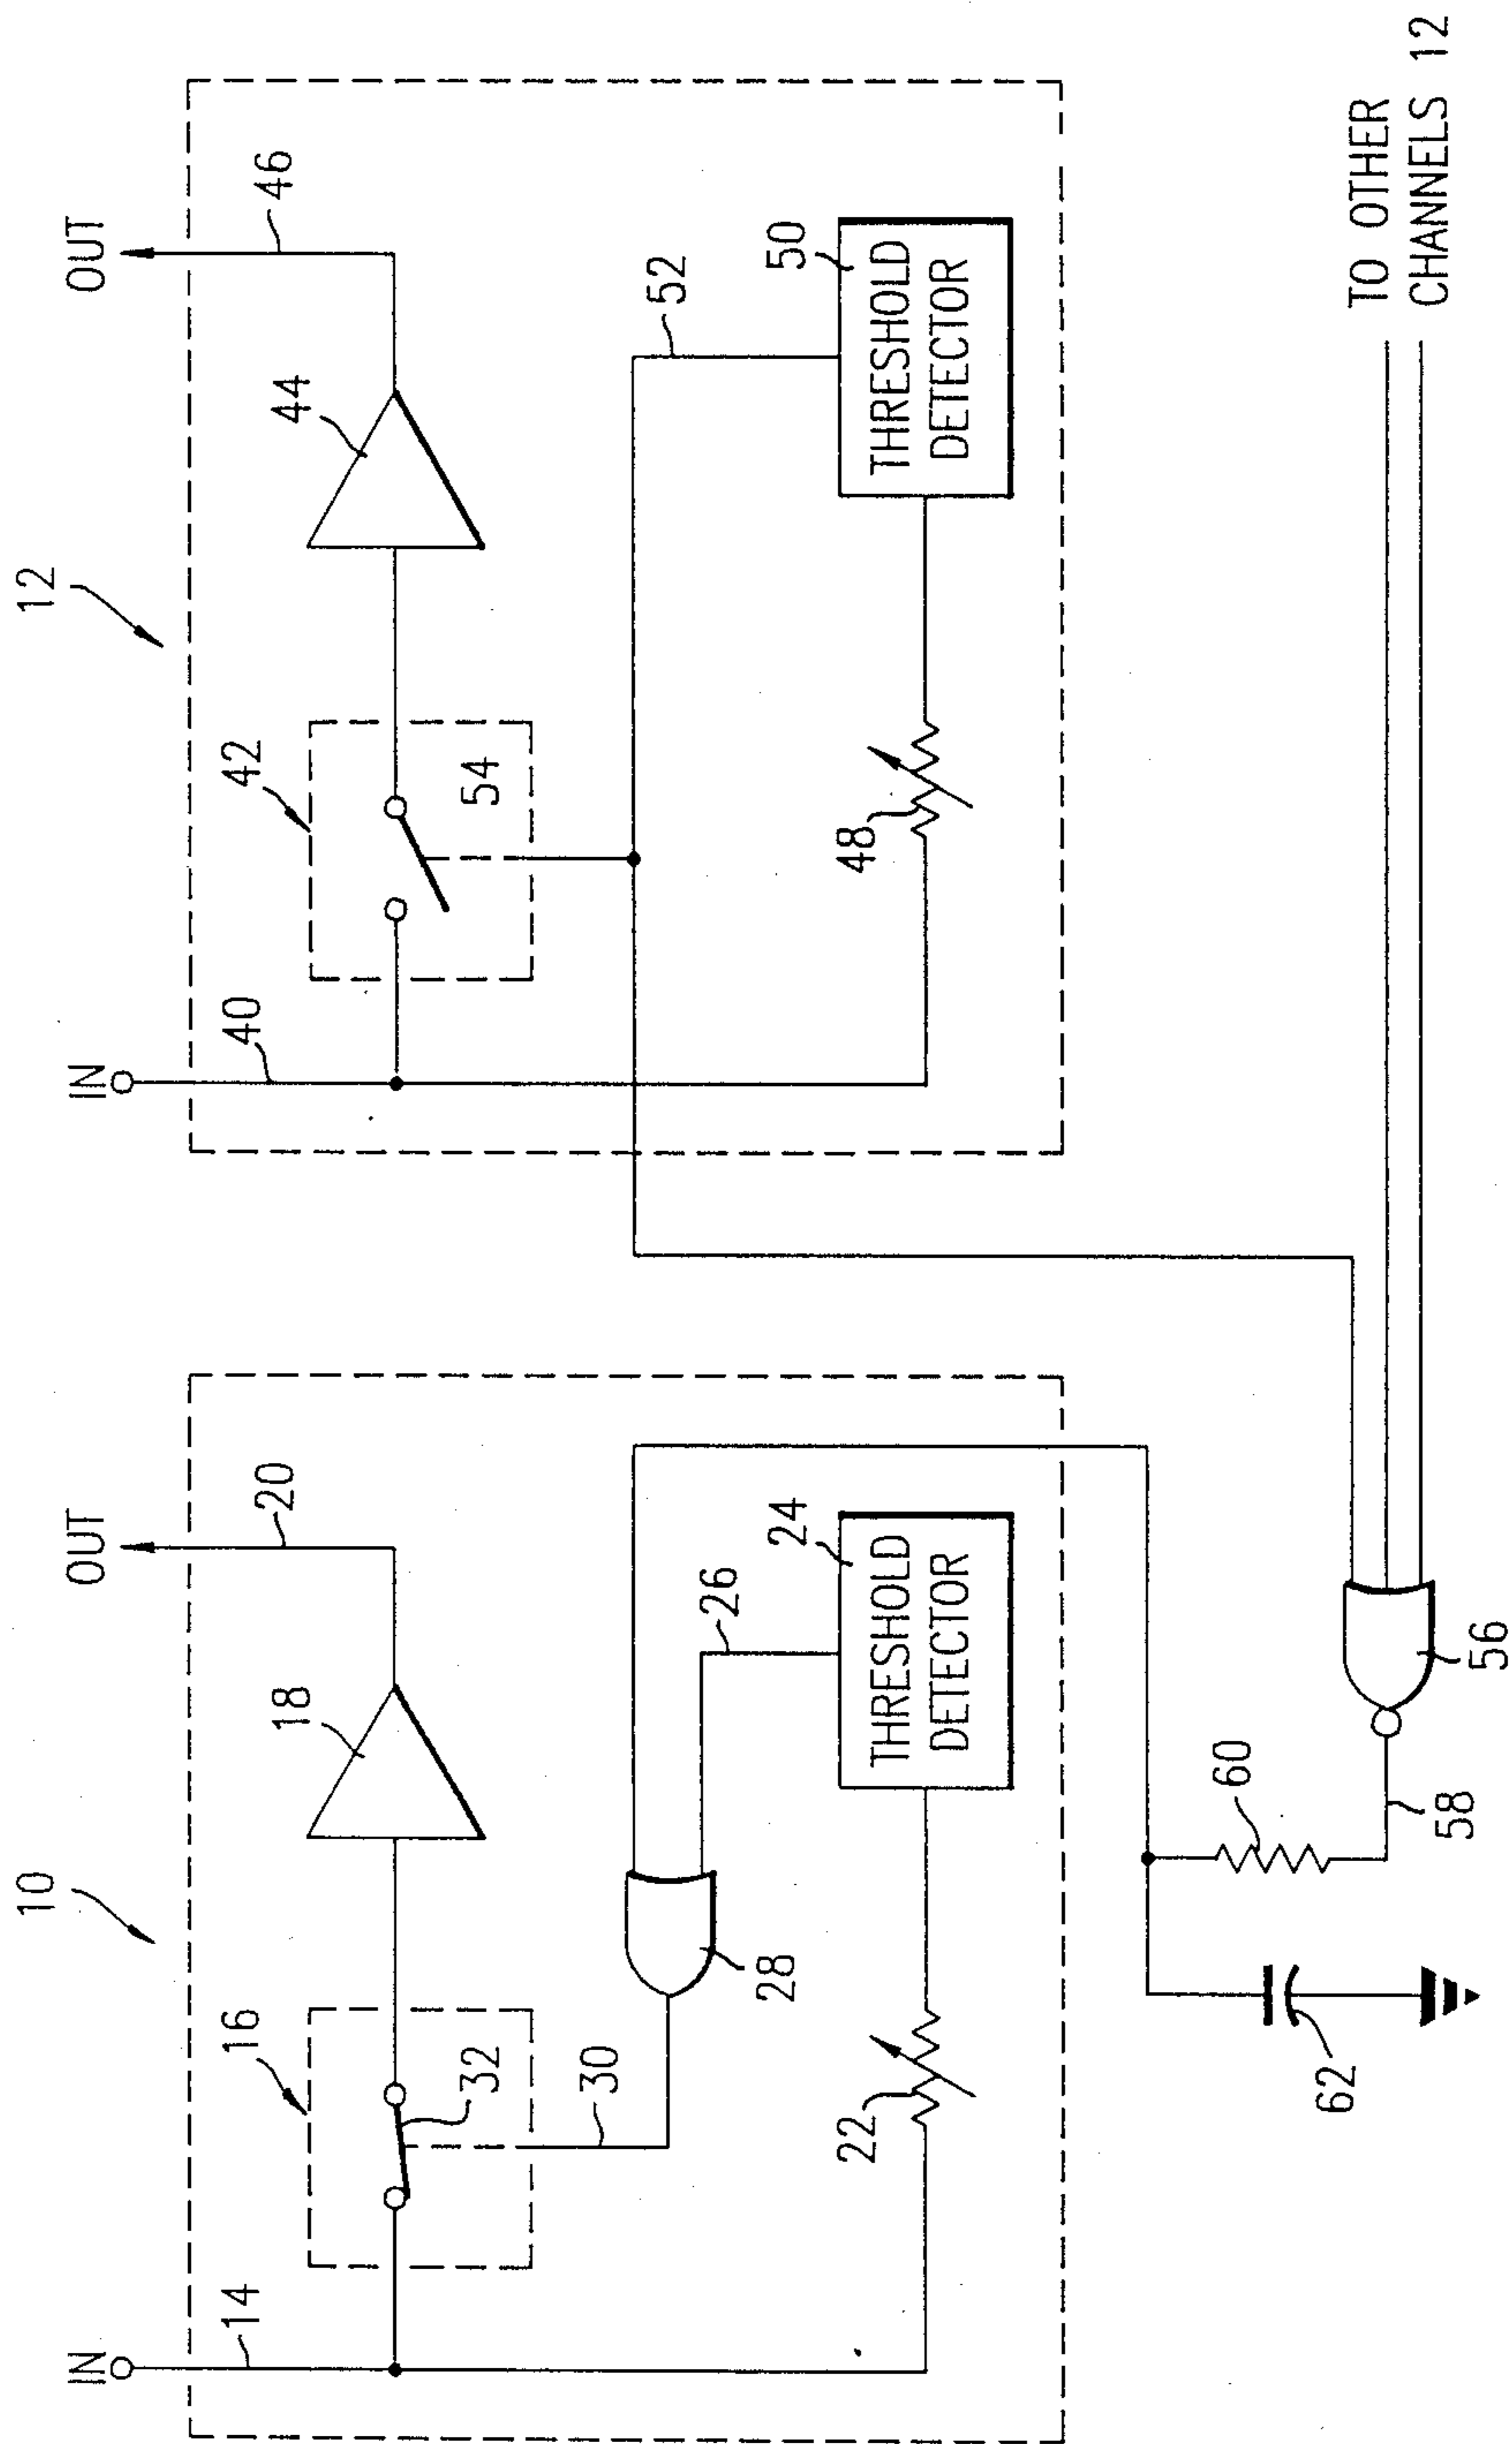 10
12
IN
OUT
IN
OUT
14
16
18
20
40
42
44
46
32
54
30
26
52
28
24
50
22
THRESHOLD
DETECTOR
48
THRESHOLD
DETECTOR
62
60
58
56
TO OTHER
CHANNELS 12